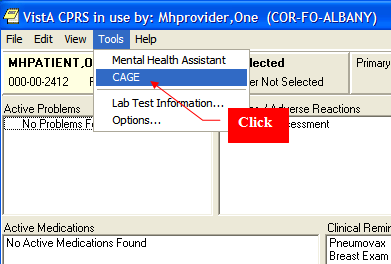 VistA CPRS in use by: Mhprovider,One (COR-FO-ALBANY)
File Edit View Tools Help
MHPATIENT,O
000-00-2412
Mental Health Assistant
CAGE
Lab Test Information...
Options...
elected
er Not Selected
Primary
Active Problems
/ Adverse Reactions
No Problems Fo
essment
Click
Active Medications
Clinical Remi
No Active Medications Found
Pneumovax
Breast Exam